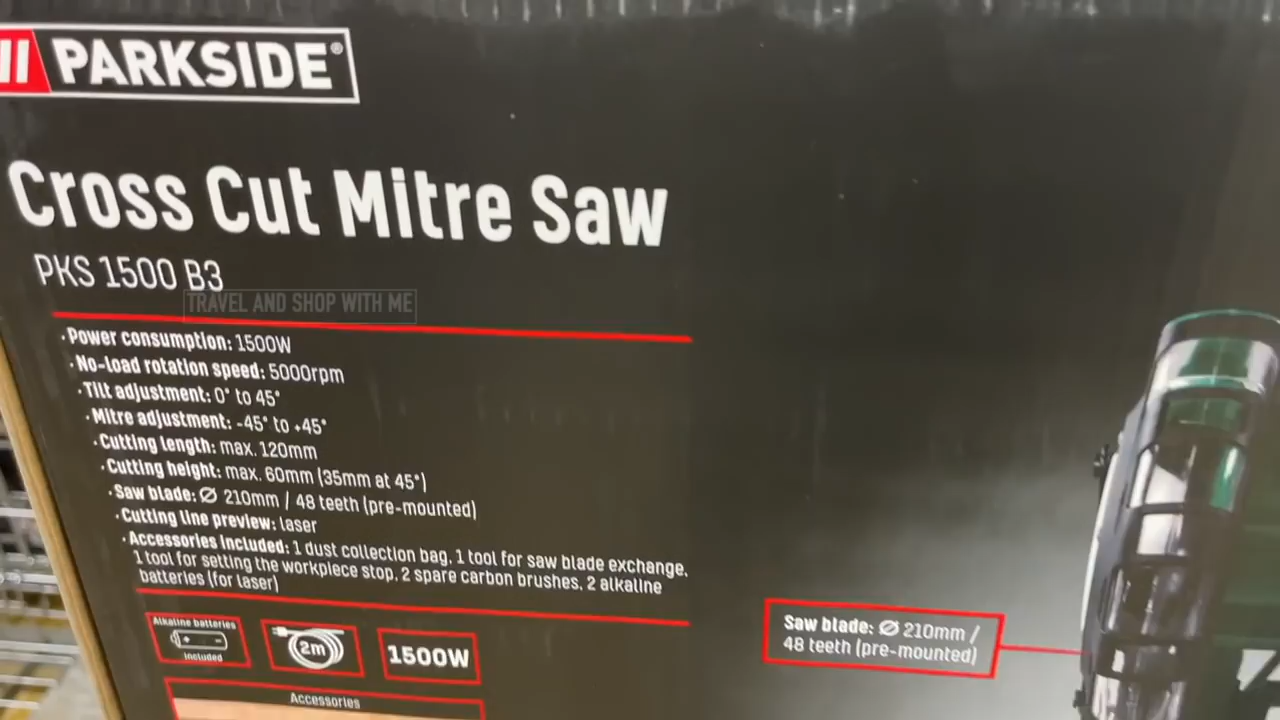 PARKSIDE®
Cross Cut Mitre Saw
PKS 1500 B3
TRAVEL AND SHOP WITH ME
· Power consumption: 1500W
· No-load rotation speed: 5000rpm
· Tilt adjustment: 0° to 45°
· Mitre adjustment: -45° to +45°
· Cutting length: max. 120mm
· Cutting height: max. 60mm (35mm at 45°)
· Saw blade: Ø 210mm / 48 teeth (pre-mounted)
· Cutting line preview: laser
· Accessories included: 1 dust collection bag, 1 tool for saw blade exchange,
1 tool for setting the workpiece stop, 2 spare carbon brushes, 2 alkaline
batteries (for laser)
Alkaline batteries
included
2m
1500W
Saw blade: Ø 210mm /
48 teeth (pre-mounted)
Accessories